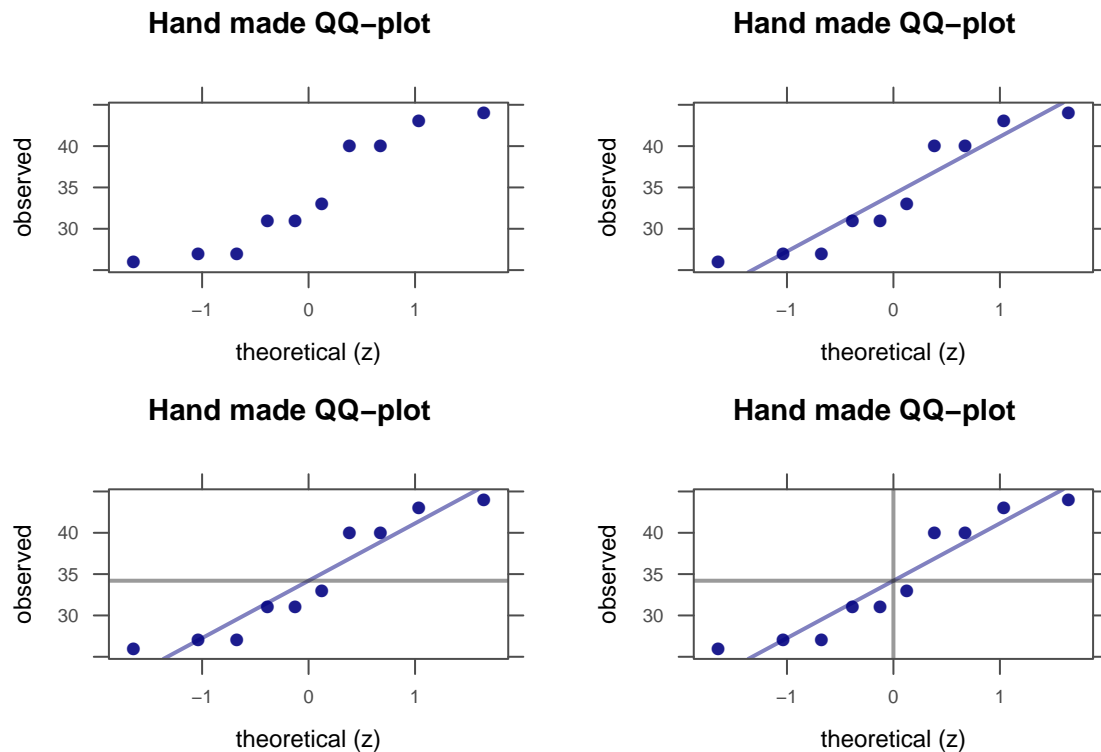 Hand made QQ−plot
observed
40
35
30
−1 0 1
theoretical (z)
Hand made QQ−plot
observed
40
35
30
−1 0 1
theoretical (z)
Hand made QQ−plot
observed
40
35
30
−1 0 1
theoretical (z)
Hand made QQ−plot
observed
40
35
30
−1 0 1
theoretical (z)